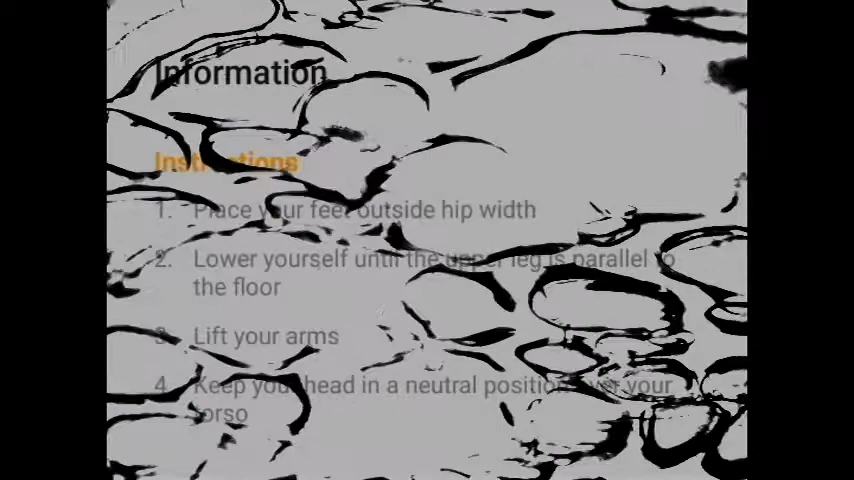 Information
Instructions
1. Place your feet outside hip width
2. Lower yourself until the upper leg is parallel to
the floor
3. Lift your arms
4. Keep your head in a neutral position over your
torso